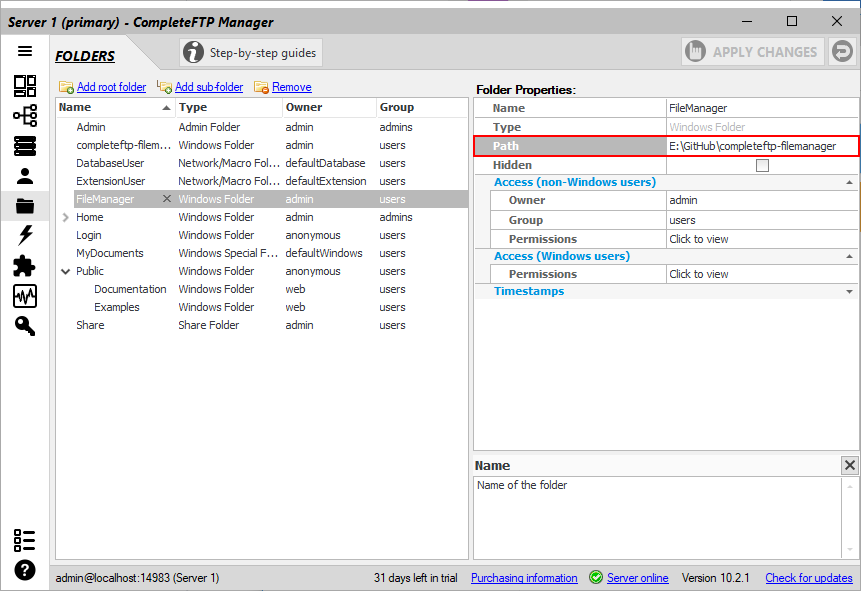 Server 1 (primary) - CompleteFTP Manager
FOLDERS
Step-by-step guides
APPLY CHANGES
Add root folder Add sub-folder Remove
Name Type Owner Group
Admin Admin Folder admin admins
completeftp-filem... Windows Folder admin users
DatabaseUser Network/Macro Fol... defaultDatabase users
ExtensionUser Network/Macro Fol... defaultExtension users
FileManager Windows Folder admin users
Home Windows Folder admin admins
Login Windows Folder anonymous users
MyDocuments Windows Special F... defaultWindows users
Public Windows Folder anonymous users
Documentation Windows Folder web users
Examples Windows Folder web users
Share Share Folder admin users
Folder Properties:
Name FileManager
Type Windows Folder
Path E:\GitHub\completeftp-filemanager
Hidden
Access (non-Windows users)
Owner admin
Group users
Permissions Click to view
Access (Windows users)
Permissions Click to view
Timestamps
Name
Name of the folder
admin@localhost:14983 (Server 1) 31 days left in trial Purchasing information Server online Version 10.2.1 Check for updates